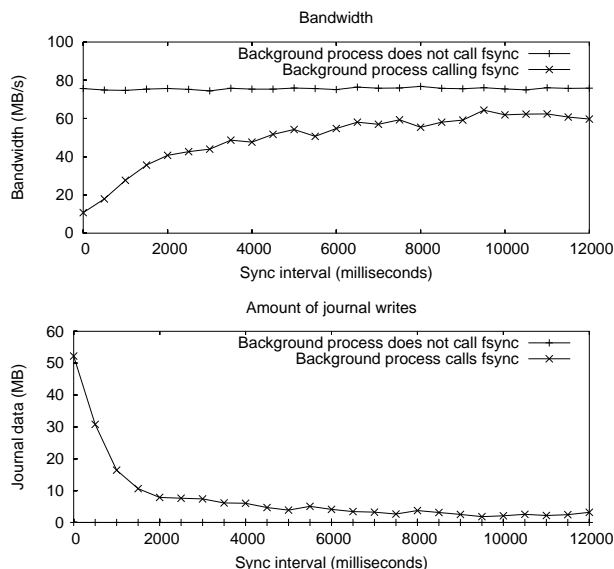 Bandwidth
100
80
60
40
20
0
Bandwidth (MB/s)
Background process does not call fsync
Background process calling fsync
0 2000 4000 6000 8000 10000 12000
Sync interval (milliseconds)
Amount of journal writes
60
50
40
30
20
10
0
Journal data (MB)
Background process does not call fsync
Background process calls fsync
0 2000 4000 6000 8000 10000 12000
Sync interval (milliseconds)